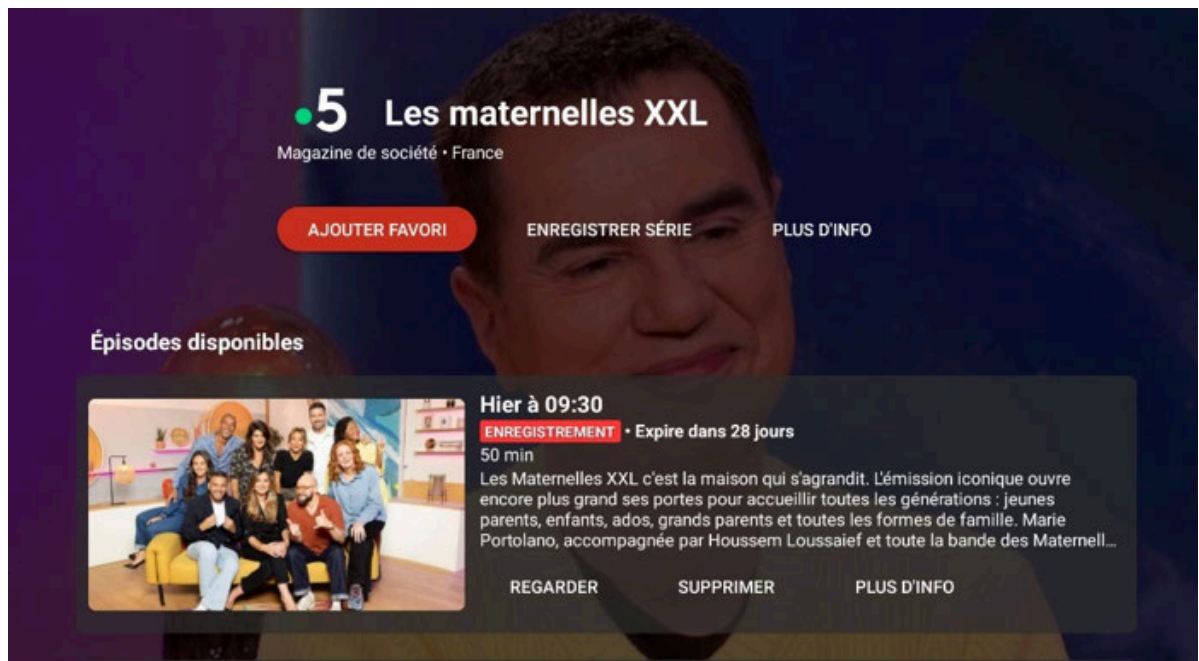 5 Les maternelles XXL
Magazine de société • France
AJOUTER FAVORI ENREGISTRER SÉRIE PLUS D'INFO
Épisodes disponibles
Hier à 09:30
ENREGISTREMENT • Expire dans 28 jours
50 min
Les Maternelles XXL c'est la maison qui s'agrandit. L'émission iconique ouvre
encore plus grand ses portes pour accueillir toutes les générations : jeunes
parents, enfants, ados, grands parents et toutes les formes de famille. Marie
Portolano, accompagnée par Houssem Loussaief et toute la bande des Maternell...
REGARDER SUPPRIMER PLUS D'INFO